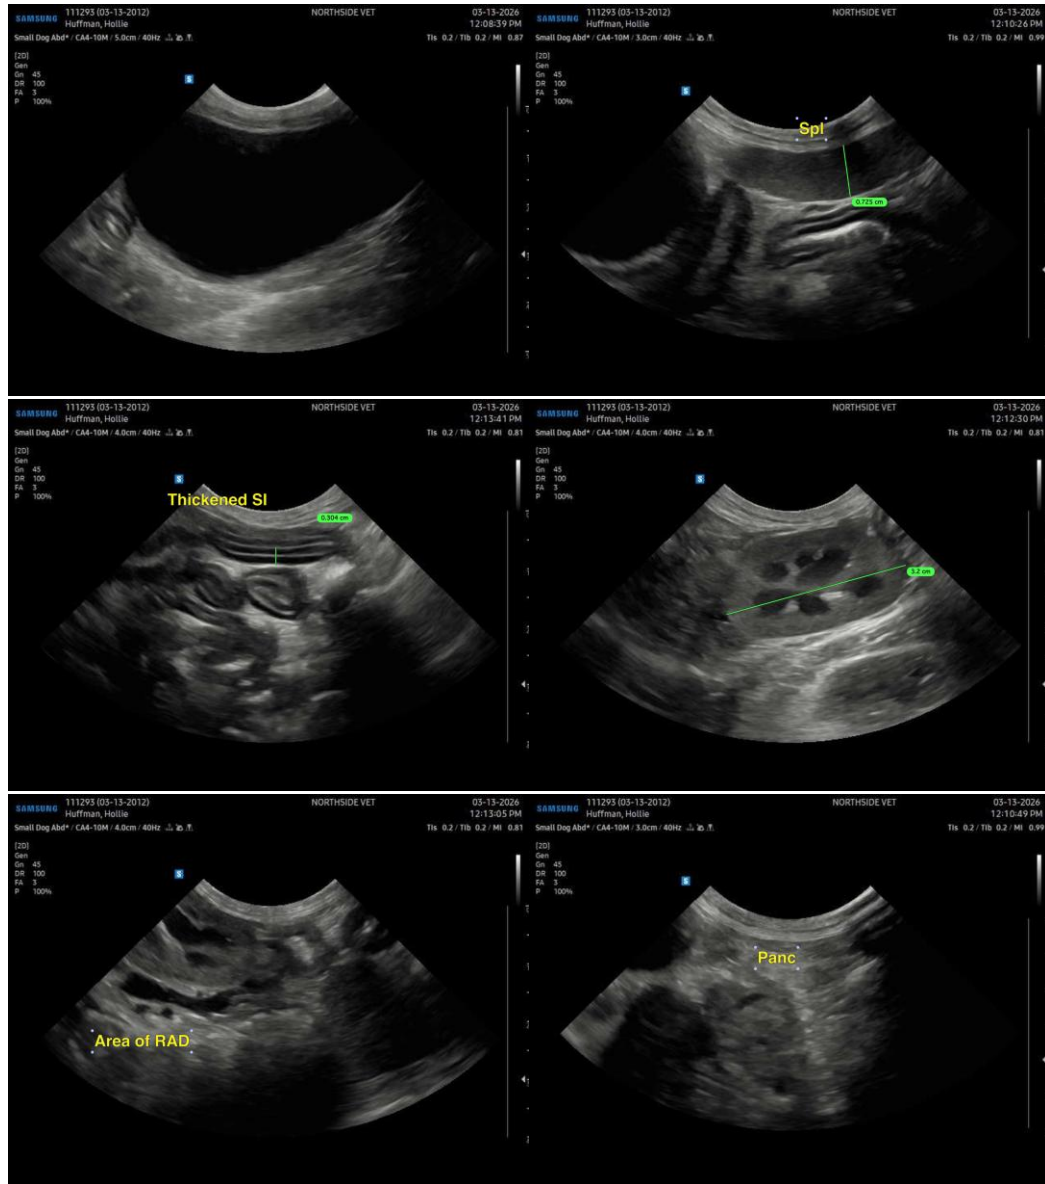 SAMSUNG
111293 (03-13-2012)
Huffman, Hollie
NORTHSIDE VET
03-13-2026
12:08:39 PM
Small Dog Abd* / CA4-10M / 5.0cm / 40Hz
TIs 0.2 / TIb 0.2 / MI 0.87
[2D]
Gen
Gn 45
DR 100
FA 3
P 100%
S
SAMSUNG
111293 (03-13-2012)
Huffman, Hollie
NORTHSIDE VET
03-13-2026
12:10:26 PM
Small Dog Abd* / CA4-10M / 3.0cm / 40Hz
TIs 0.2 / TIb 0.2 / MI 0.99
[2D]
Gen
Gn 45
DR 100
FA 3
P 100%
S
Spl
0.725 cm
SAMSUNG
111293 (03-13-2012)
Huffman, Hollie
NORTHSIDE VET
03-13-2026
12:13:41 PM
Small Dog Abd* / CA4-10M / 4.0cm / 40Hz
TIs 0.2 / TIb 0.2 / MI 0.81
[2D]
Gen
Gn 45
DR 100
FA 3
P 100%
S
Thickened SI
0.304 cm
SAMSUNG
111293 (03-13-2012)
Huffman, Hollie
NORTHSIDE VET
03-13-2026
12:12:30 PM
Small Dog Abd* / CA4-10M / 4.0cm / 40Hz
TIs 0.2 / TIb 0.2 / MI 0.81
[2D]
Gen
Gn 45
DR 100
FA 3
P 100%
S
3.2 cm
SAMSUNG
111293 (03-13-2012)
Huffman, Hollie
NORTHSIDE VET
03-13-2026
12:13:05 PM
Small Dog Abd* / CA4-10M / 4.0cm / 40Hz
TIs 0.2 / TIb 0.2 / MI 0.81
[2D]
Gen
Gn 45
DR 100
FA 3
P 100%
S
Area of RAD
SAMSUNG
111293 (03-13-2012)
Huffman, Hollie
NORTHSIDE VET
03-13-2026
12:10:49 PM
Small Dog Abd* / CA4-10M / 3.0cm / 40Hz
TIs 0.2 / TIb 0.2 / MI 0.99
[2D]
Gen
Gn 45
DR 100
FA 3
P 100%
S
Panc